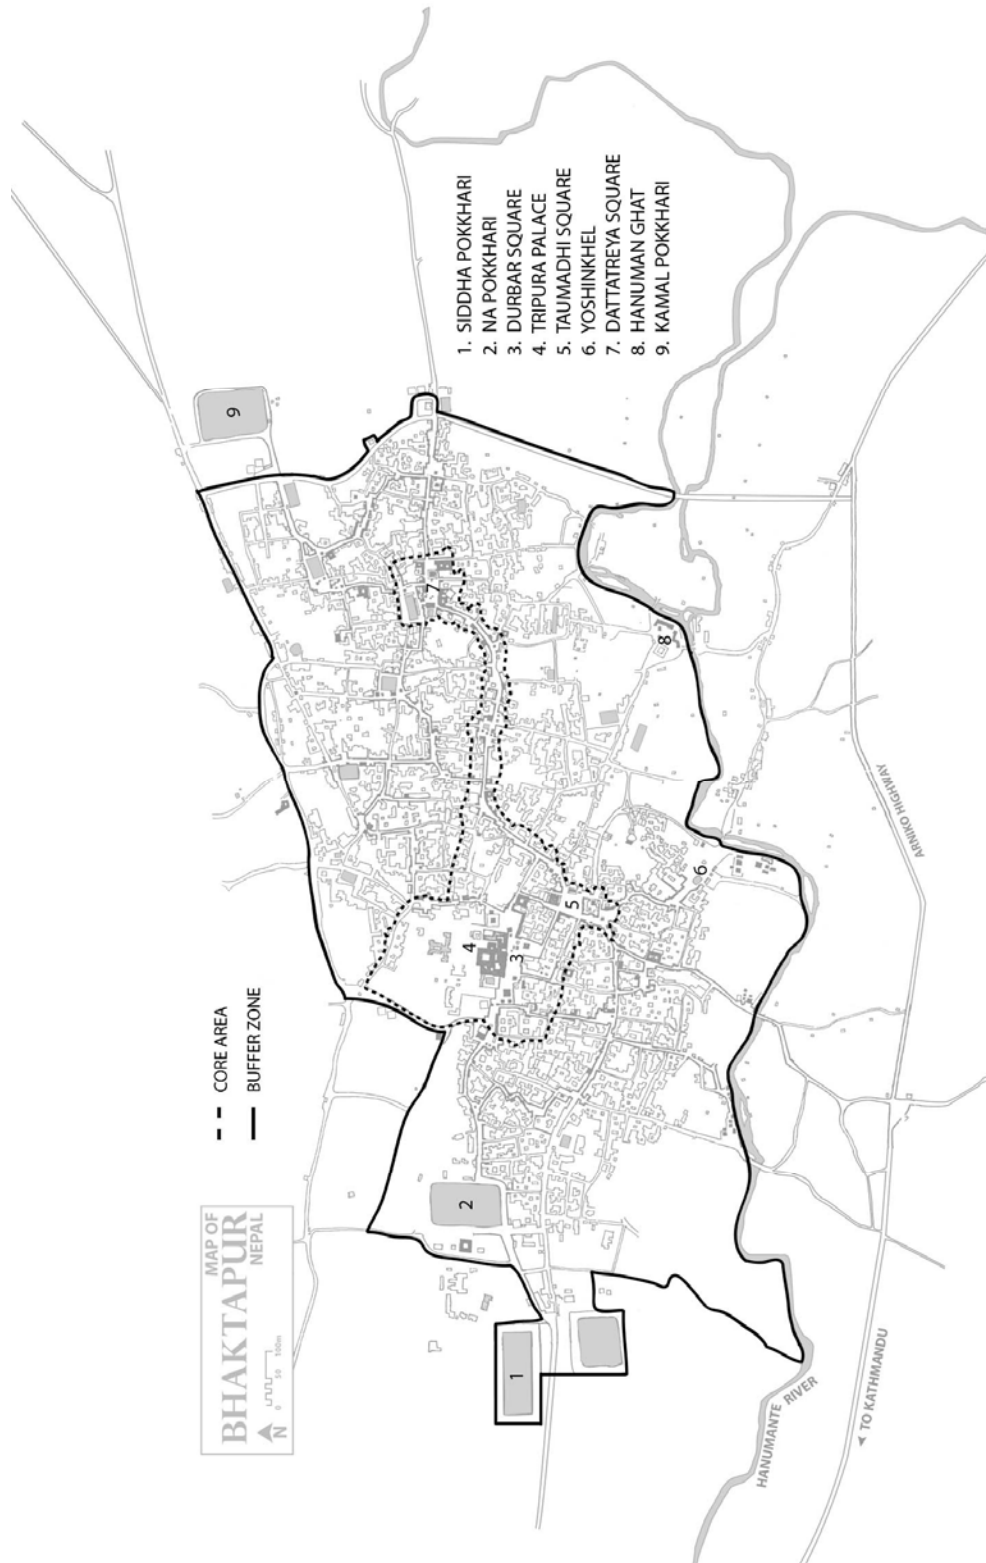 MAP OF
BHAKTAPUR
NEPAL
N
0 50 100m
CORE AREA
BUFFER ZONE
1. SIDDHA POKKHARI
2. NA POKKHARI
3. DURBAR SQUARE
4. TRIPURA PALACE
5. TAUMADHI SQUARE
6. YOSHINKHEL
7. DATTATREYA SQUARE
8. HANUMAN GHAT
9. KAMAL POKKHARI
1
2
3
4
5
6
7
8
9
HANUMANTE RIVER
TO KATHMANDU
ARNIKO HIGHWAY